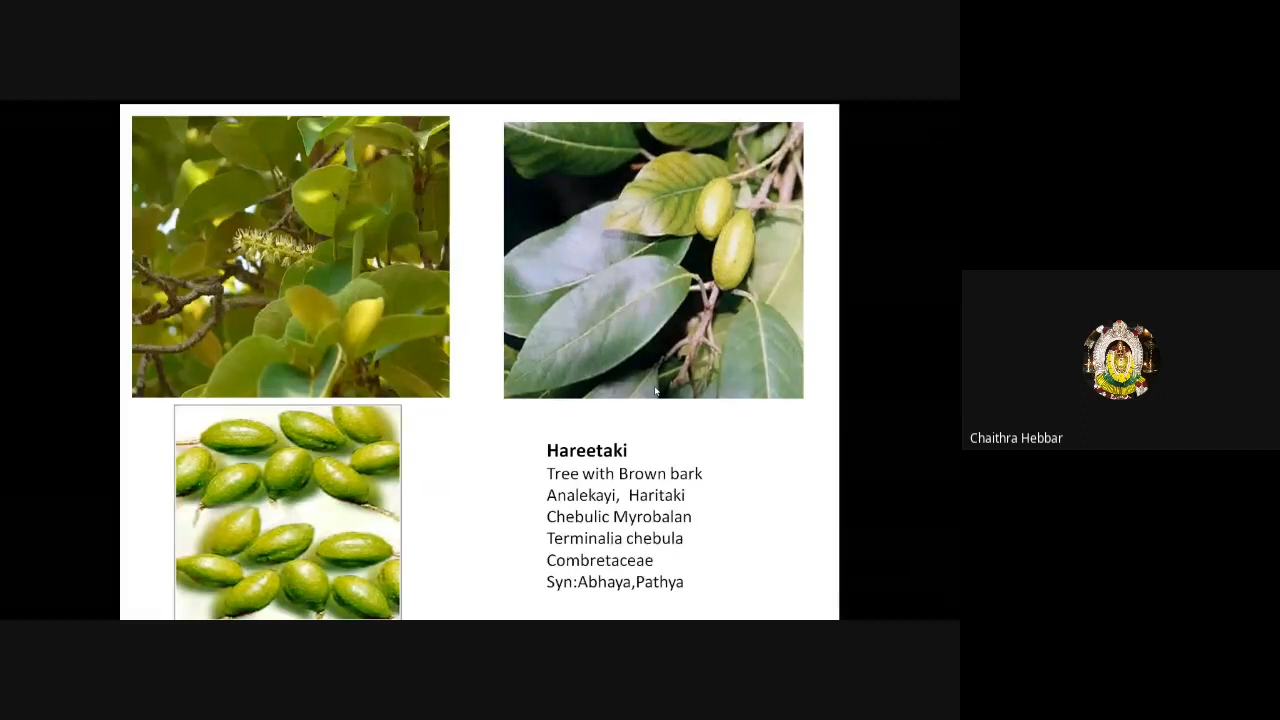 Hareetaki
Tree with Brown bark
Analekayi,  Haritaki
Chebulic Myrobalan
Terminalia chebula
Combretaceae
Syn:Abhaya,Pathya
Chaithra Hebbar